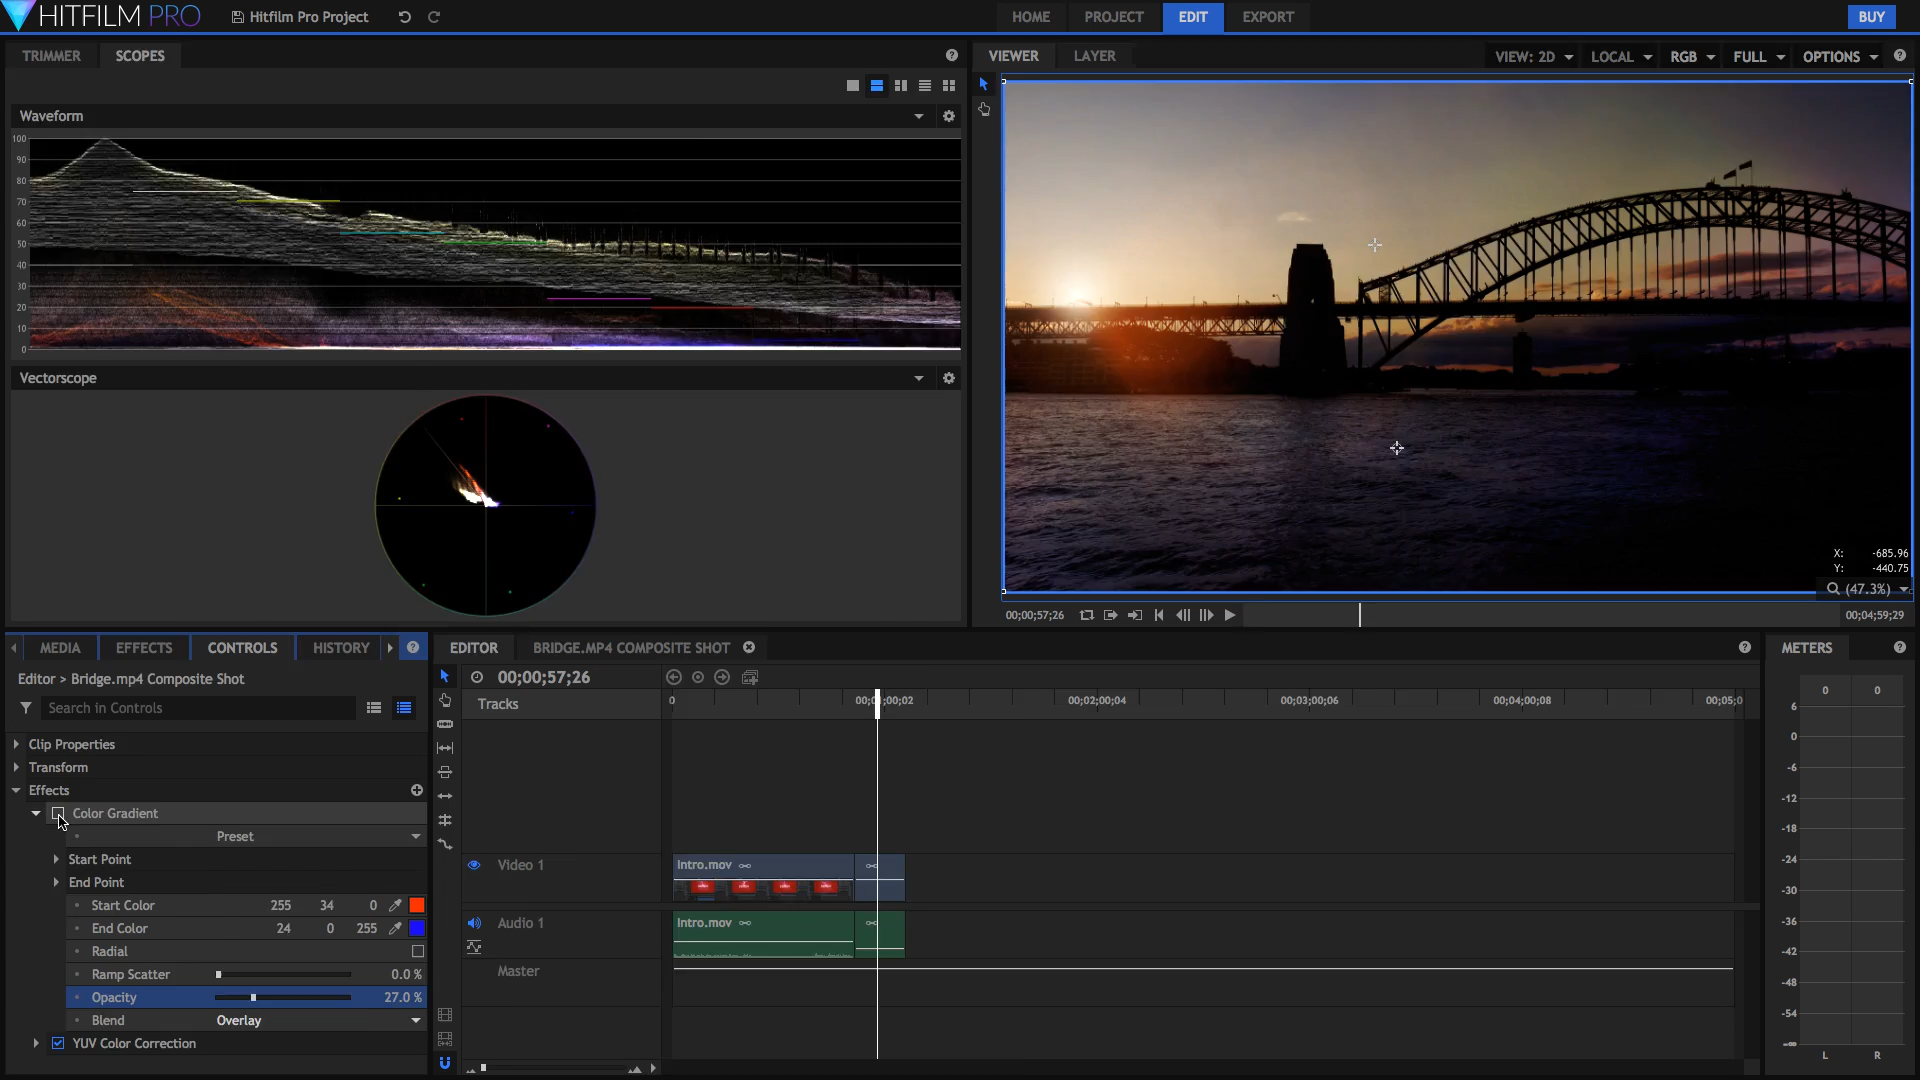 HITFILM PRO
Hitfilm Pro Project
HOME
PROJECT
EDIT
EXPORT
BUY
TRIMMER
SCOPES
VIEWER
LAYER
VIEW: 2D
LOCAL
RGB
FULL
OPTIONS
Waveform
100
90
80
70
60
50
40
30
20
10
0
Vectorscope
X: -685.96
Y: -440.75
(47.3%)
00;00;57;26
00;04;59;29
MEDIA
EFFECTS
CONTROLS
HISTORY
Editor > Bridge.mp4 Composite Shot
Search in Controls
Clip Properties
Transform
Effects
Color Gradient
Preset
Start Point
End Point
Start Color 255 34 0
End Color 24 0 255
Radial
Ramp Scatter 0.0 %
Opacity 27.0 %
Blend Overlay
YUV Color Correction
EDITOR
BRIDGE.MP4 COMPOSITE SHOT
00;00;57;26
Tracks
0
00;02;00;04
00;03;00;06
00;04;00;08
00;05;0
Video 1
Intro.mov
Audio 1
Intro.mov
Master
METERS
0 0
6
0
-6
-12
-18
-24
-30
-36
-42
-48
-54
-∞
L R